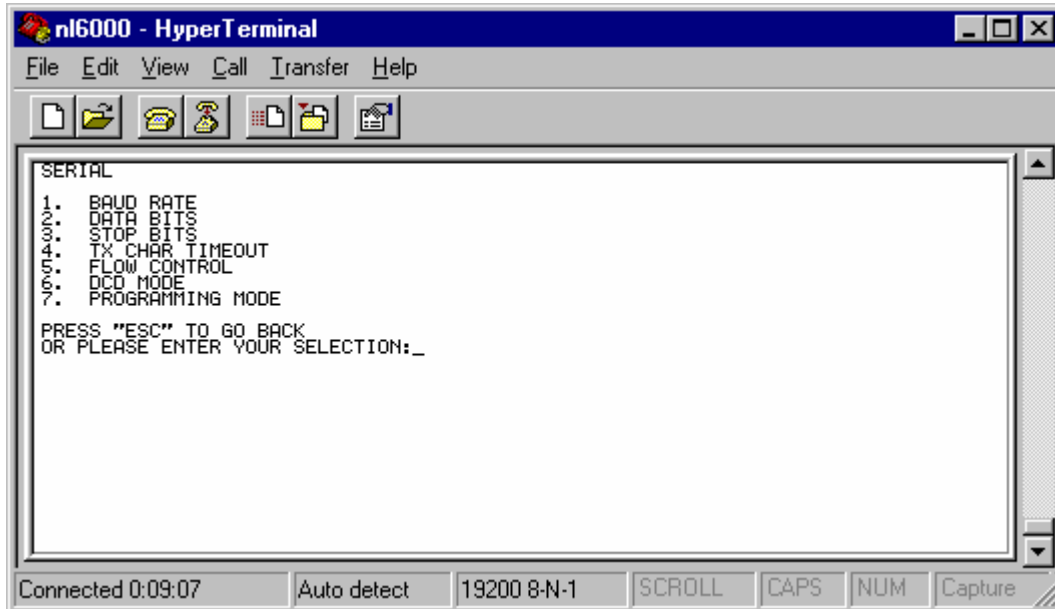 nl6000 - HyperTerminal
File Edit View Call Transfer Help
SERIAL
1. BAUD RATE
2. DATA BITS
3. STOP BITS
4. TX CHAR TIMEOUT
5. FLOW CONTROL
6. DCD MODE
7. PROGRAMMING MODE
PRESS "ESC" TO GO BACK
OR PLEASE ENTER YOUR SELECTION:_
Connected 0:09:07 Auto detect 19200 8-N-1 SCROLL CAPS NUM Capture